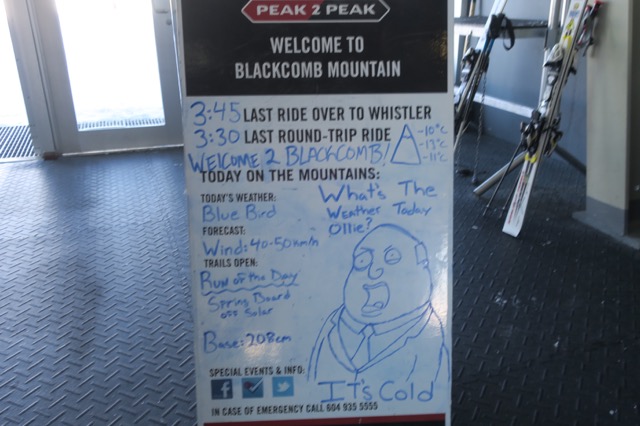 PEAK 2 PEAK
WELCOME TO
BLACKCOMB MOUNTAIN
3:45 LAST RIDE OVER TO WHISTLER
3:30 LAST ROUND-TRIP RIDE
WELCOME 2 BLACKCOMB!
-10°C
-13°C
-11°C
TODAY ON THE MOUNTAINS:
TODAY'S WEATHER:
Blue Bird
FORECAST:
Wind: 40-50km/h
TRAILS OPEN:
Run of the Day
Spring Board
off Solar
Base: 208cm
What's The
Weather Today
Ollie?
It's Cold
SPECIAL EVENTS & INFO:
IN CASE OF EMERGENCY CALL 604 935 5555